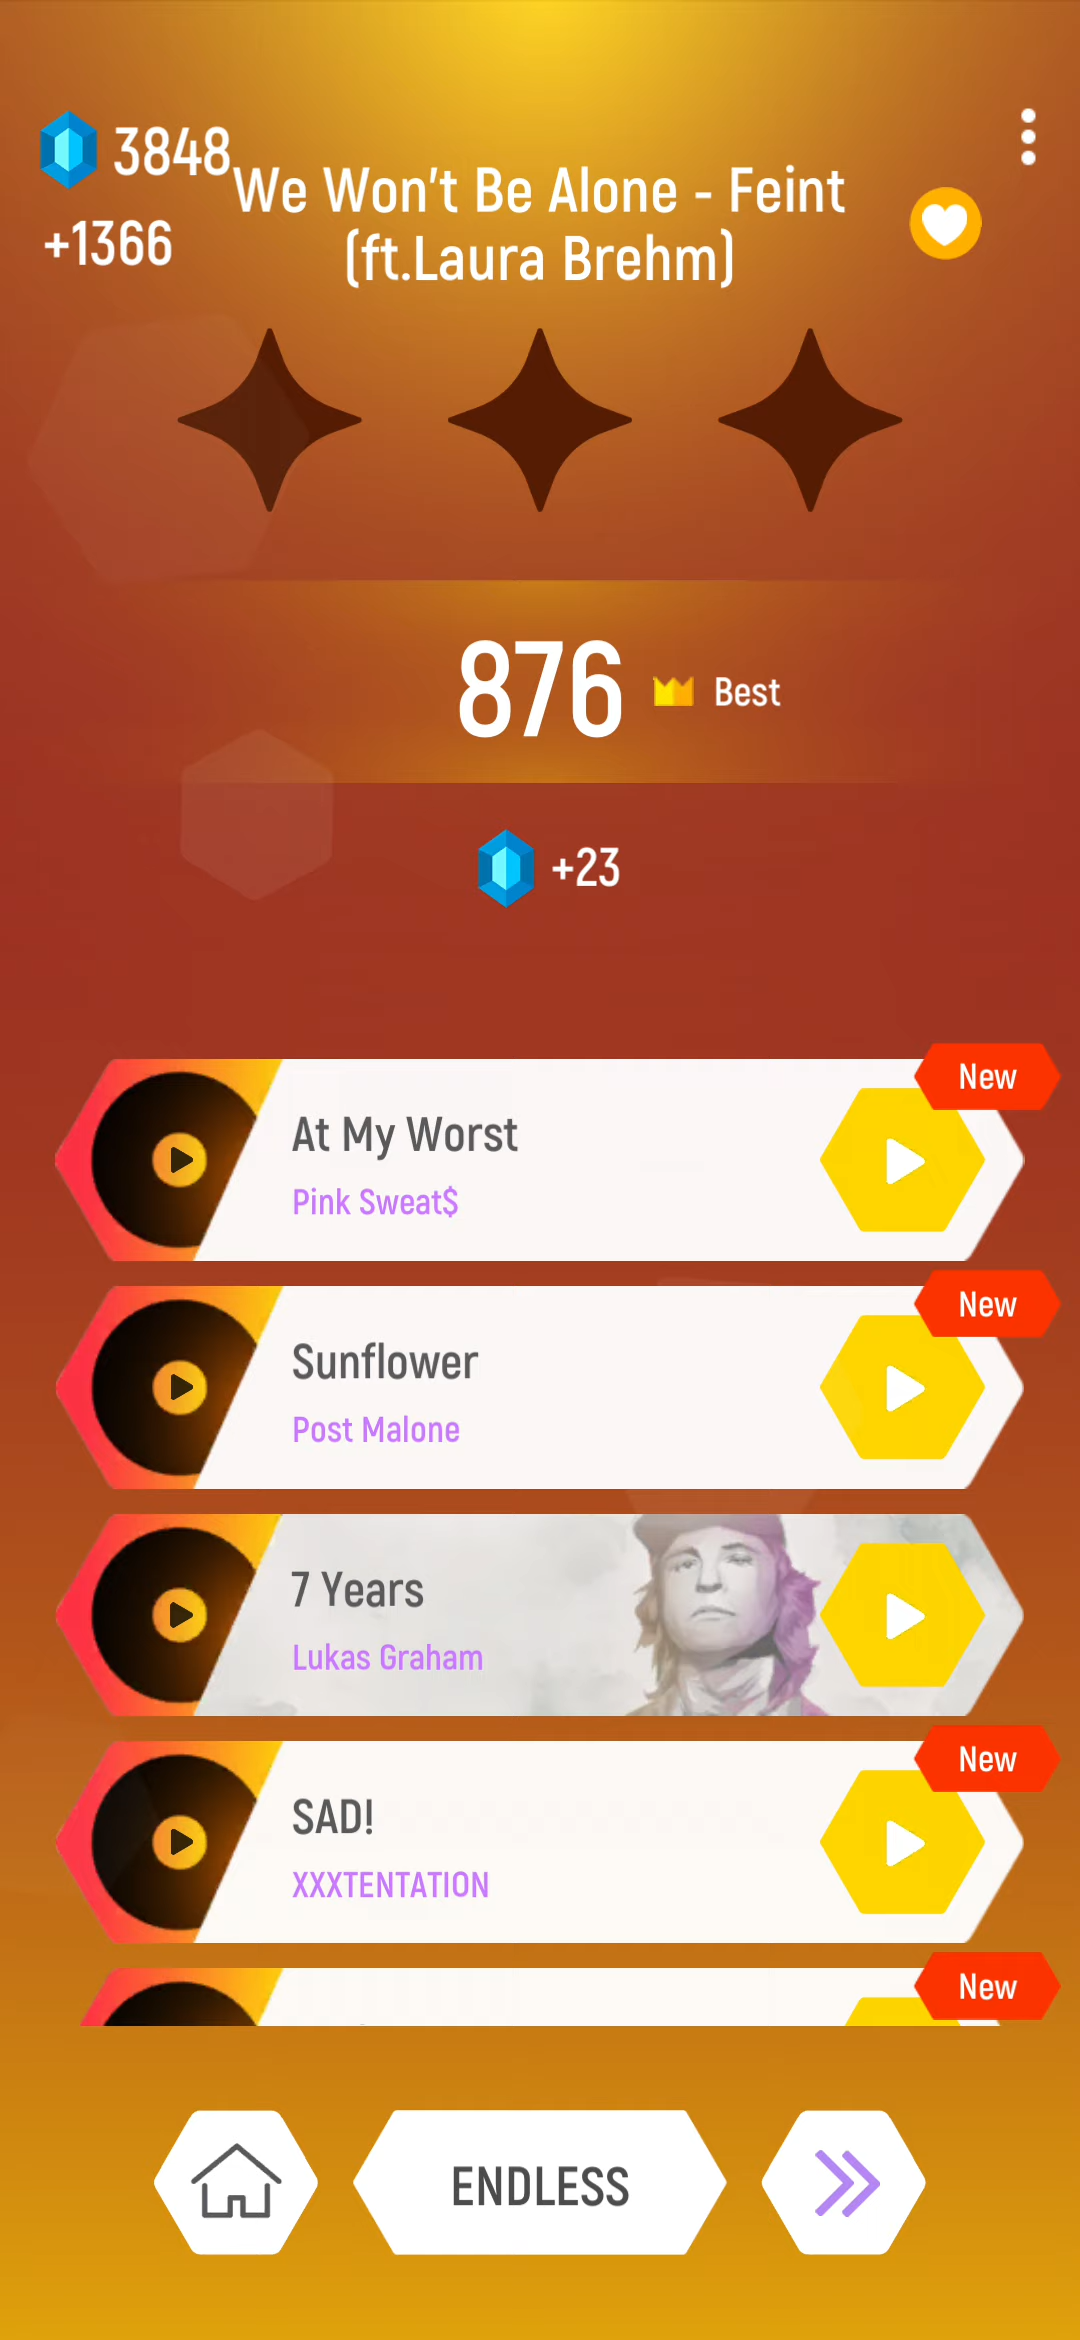 3848
+1366
We Won't Be Alone - Feint
(ft.Laura Brehm)
876
Best
+23
New
At My Worst
Pink Sweat$
New
Sunflower
Post Malone
7 Years
Lukas Graham
New
SAD!
XXXTENTATION
New
ENDLESS